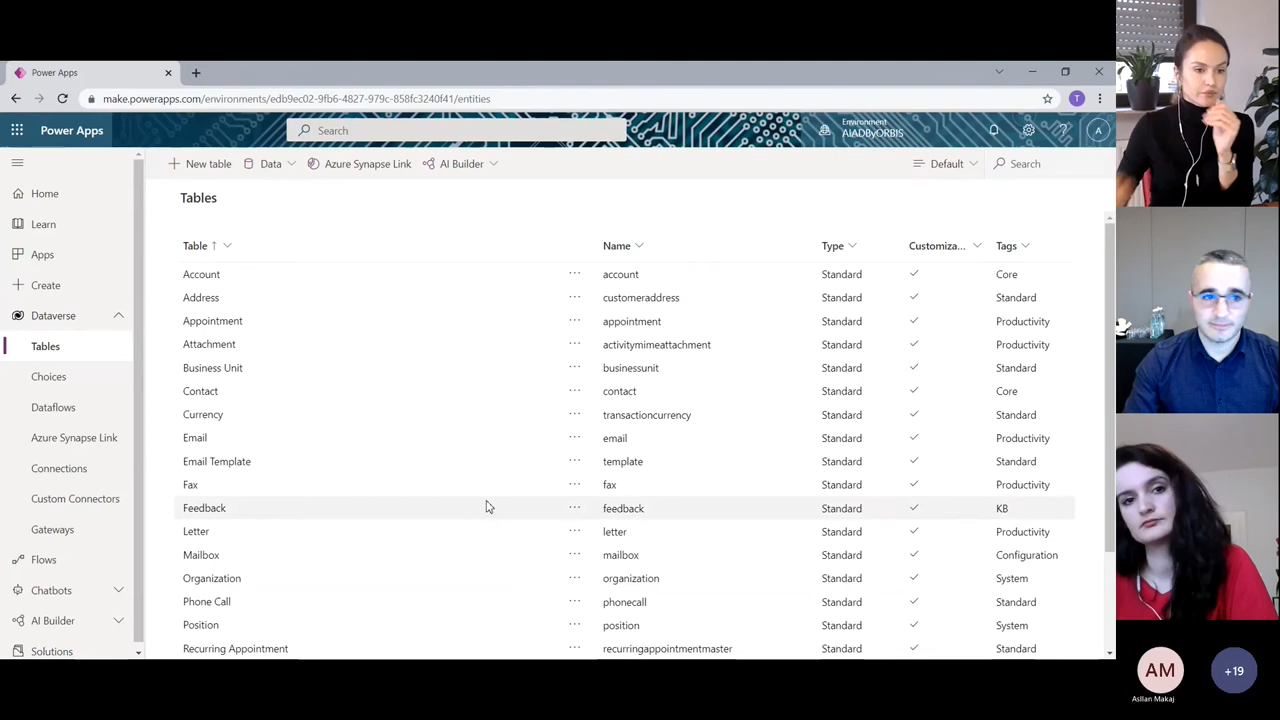 Power Apps
make.powerapps.com/environments/edb9ec02-9fb6-4827-979c-858fc3240f41/entities
T
Power Apps
Search
Environment
AIADByORBIS
A
New table
Data
Azure Synapse Link
AI Builder
Default
Search
Home
Learn
Apps
Create
Dataverse
Tables
Choices
Dataflows
Azure Synapse Link
Connections
Custom Connectors
Gateways
Flows
Chatbots
AI Builder
Solutions
Tables
Table Name Type Customiza... Tags
Account ... account Standard Core
Address ... customeraddress Standard Standard
Appointment ... appointment Standard Productivity
Attachment ... activitymimeattachment Standard Productivity
Business Unit ... businessunit Standard Standard
Contact ... contact Standard Core
Currency ... transactioncurrency Standard Standard
Email ... email Standard Productivity
Email Template ... template Standard Standard
Fax ... fax Standard Productivity
Feedback ... feedback Standard KB
Letter ... letter Standard Productivity
Mailbox ... mailbox Standard Configuration
Organization ... organization Standard System
Phone Call ... phonecall Standard Standard
Position ... position Standard System
Recurring Appointment ... recurringappointmentmaster Standard Standard
AM
+19
Asllan Makaj